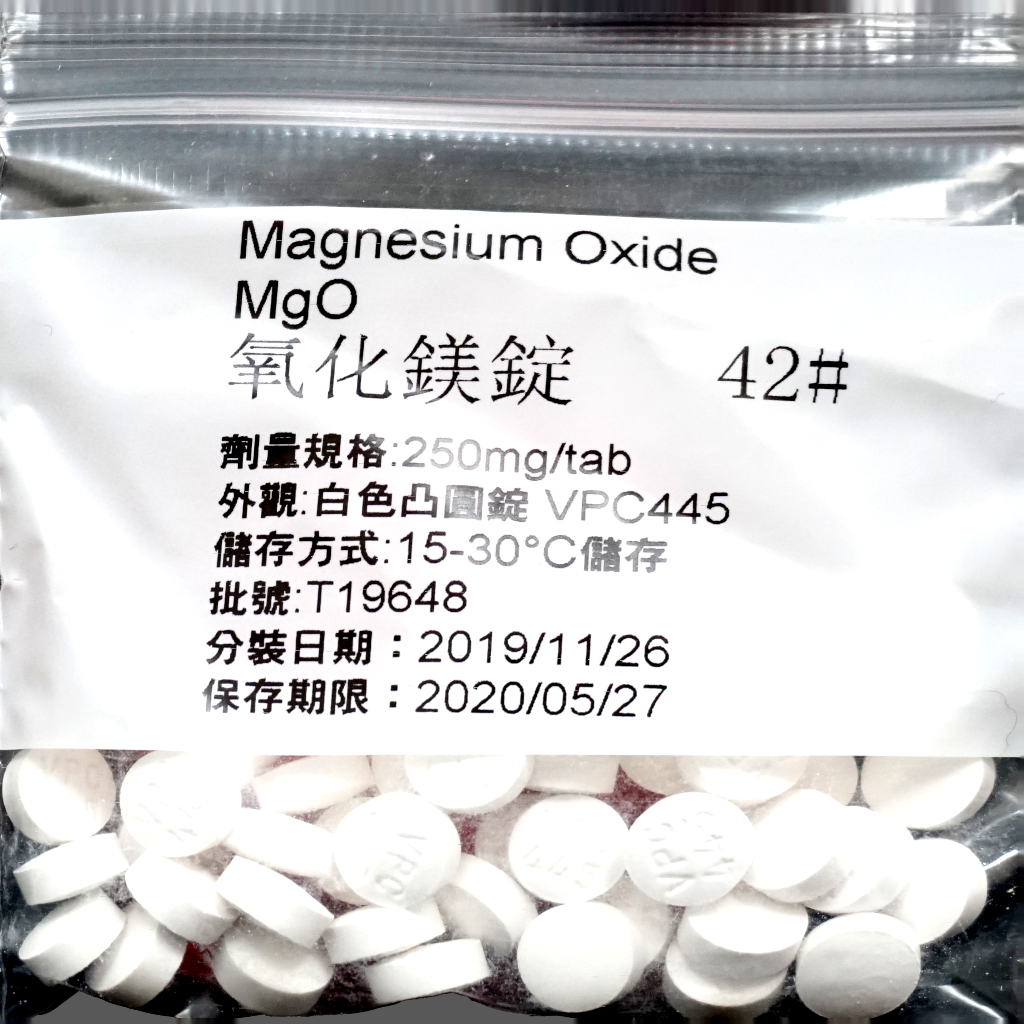 Magnesium Oxide
MgO
氧化鎂錠 42#
劑量規格:250mg/tab
外觀:白色凸圓錠 VPC445
儲存方式:15-30°C儲存
批號:T19648
分裝日期：2019/11/26
保存期限：2020/05/27
VPC
VPC